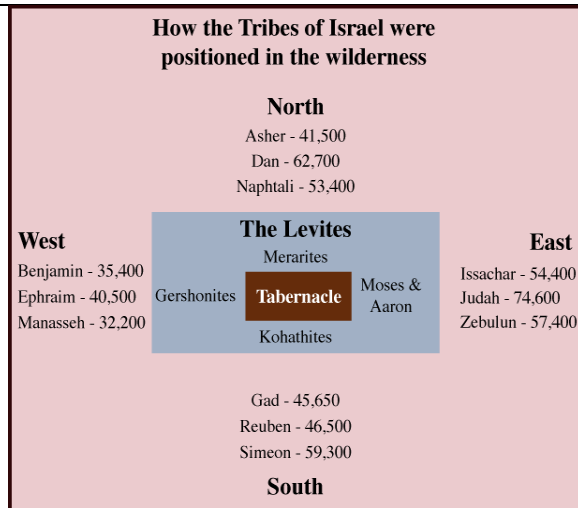 How the Tribes of Israel were
positioned in the wilderness
North
Asher - 41,500
Dan - 62,700
Naphtali - 53,400
West
Benjamin - 35,400
Ephraim - 40,500
Manasseh - 32,200
The Levites
Merarites
Gershonites
Tabernacle
Moses &
Aaron
Kohathites
East
Issachar - 54,400
Judah - 74,600
Zebulun - 57,400
Gad - 45,650
Reuben - 46,500
Simeon - 59,300
South